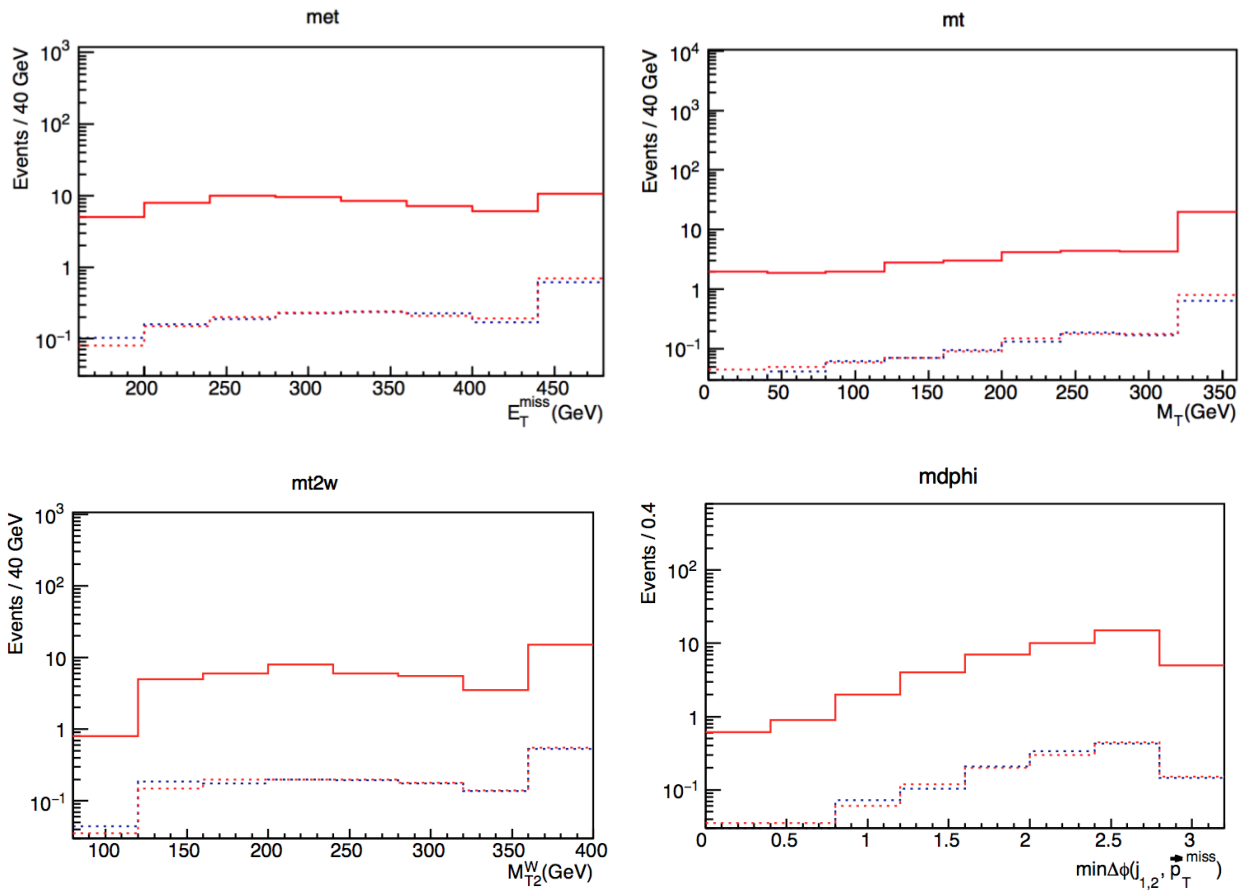 met
Events / 40 GeV
10³
10²
10
1
10⁻¹
200 250 300 350 400 450
E_T^miss(GeV)
mt
Events / 40 GeV
10⁴
10³
10²
10
1
10⁻¹
0 50 100 150 200 250 300 350
M_T(GeV)
mt2w
Events / 40 GeV
10³
10²
10
1
10⁻¹
100 150 200 250 300 350 400
M_T2^W(GeV)
mdphi
Events / 0.4
10²
10
1
10⁻¹
0 0.5 1 1.5 2 2.5 3
minΔϕ(j_1,2, p⃗_T^miss)